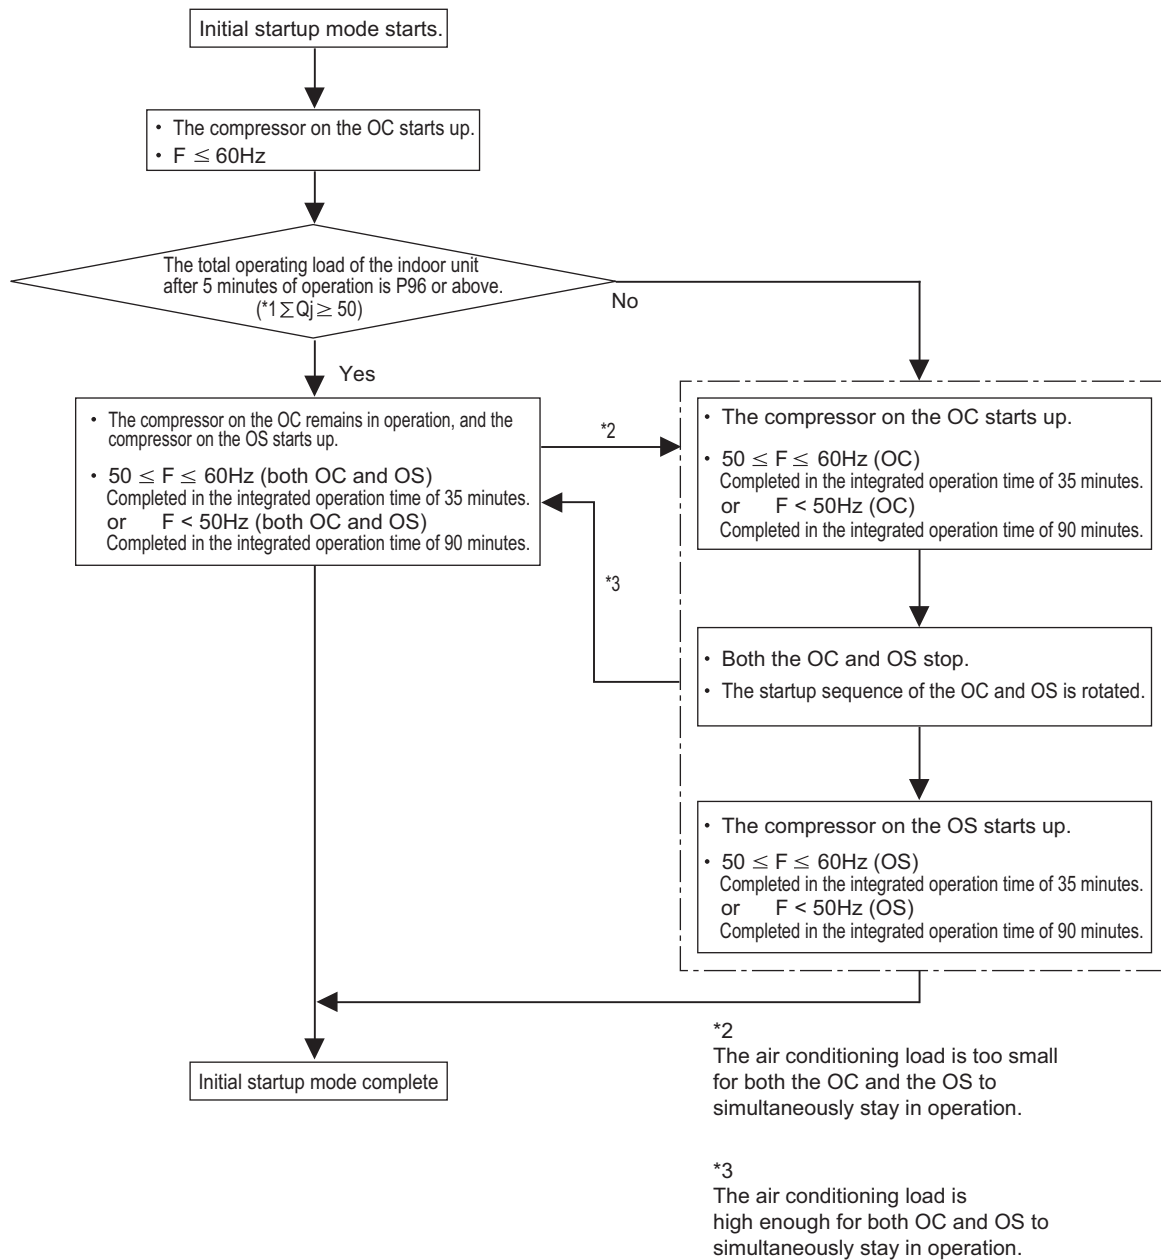 Initial startup mode starts.
・ The compressor on the OC starts up.
・ F ≦ 60Hz
The total operating load of the indoor unit
after 5 minutes of operation is P96 or above.
(*1 ∑Qj ≥ 50)
No
Yes
・ The compressor on the OC remains in operation, and the
compressor on the OS starts up.
・ 50 ≦ F ≦ 60Hz (both OC and OS)
Completed in the integrated operation time of 35 minutes.
or F < 50Hz (both OC and OS)
Completed in the integrated operation time of 90 minutes.
*2
*3
・ The compressor on the OC starts up.
・ 50 ≦ F ≦ 60Hz (OC)
Completed in the integrated operation time of 35 minutes.
or F < 50Hz (OC)
Completed in the integrated operation time of 90 minutes.
・ Both the OC and OS stop.
・ The startup sequence of the OC and OS is rotated.
・ The compressor on the OS starts up.
・ 50 ≦ F ≦ 60Hz (OS)
Completed in the integrated operation time of 35 minutes.
or F < 50Hz (OS)
Completed in the integrated operation time of 90 minutes.
Initial startup mode complete
*2
The air conditioning load is too small
for both the OC and the OS to
simultaneously stay in operation.
*3
The air conditioning load is
high enough for both OC and OS to
simultaneously stay in operation.